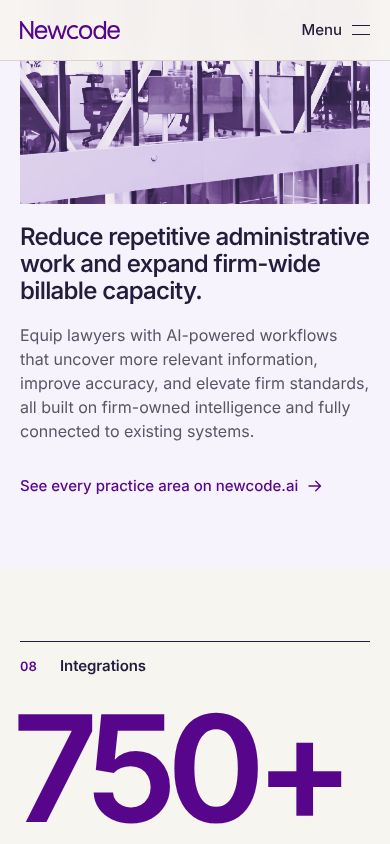 Newcode
Menu
Reduce repetitive administrative
work and expand firm-wide
billable capacity.
Equip lawyers with AI-powered workflows
that uncover more relevant information,
improve accuracy, and elevate firm standards,
all built on firm-owned intelligence and fully
connected to existing systems.
See every practice area on newcode.ai →
08 Integrations
750+